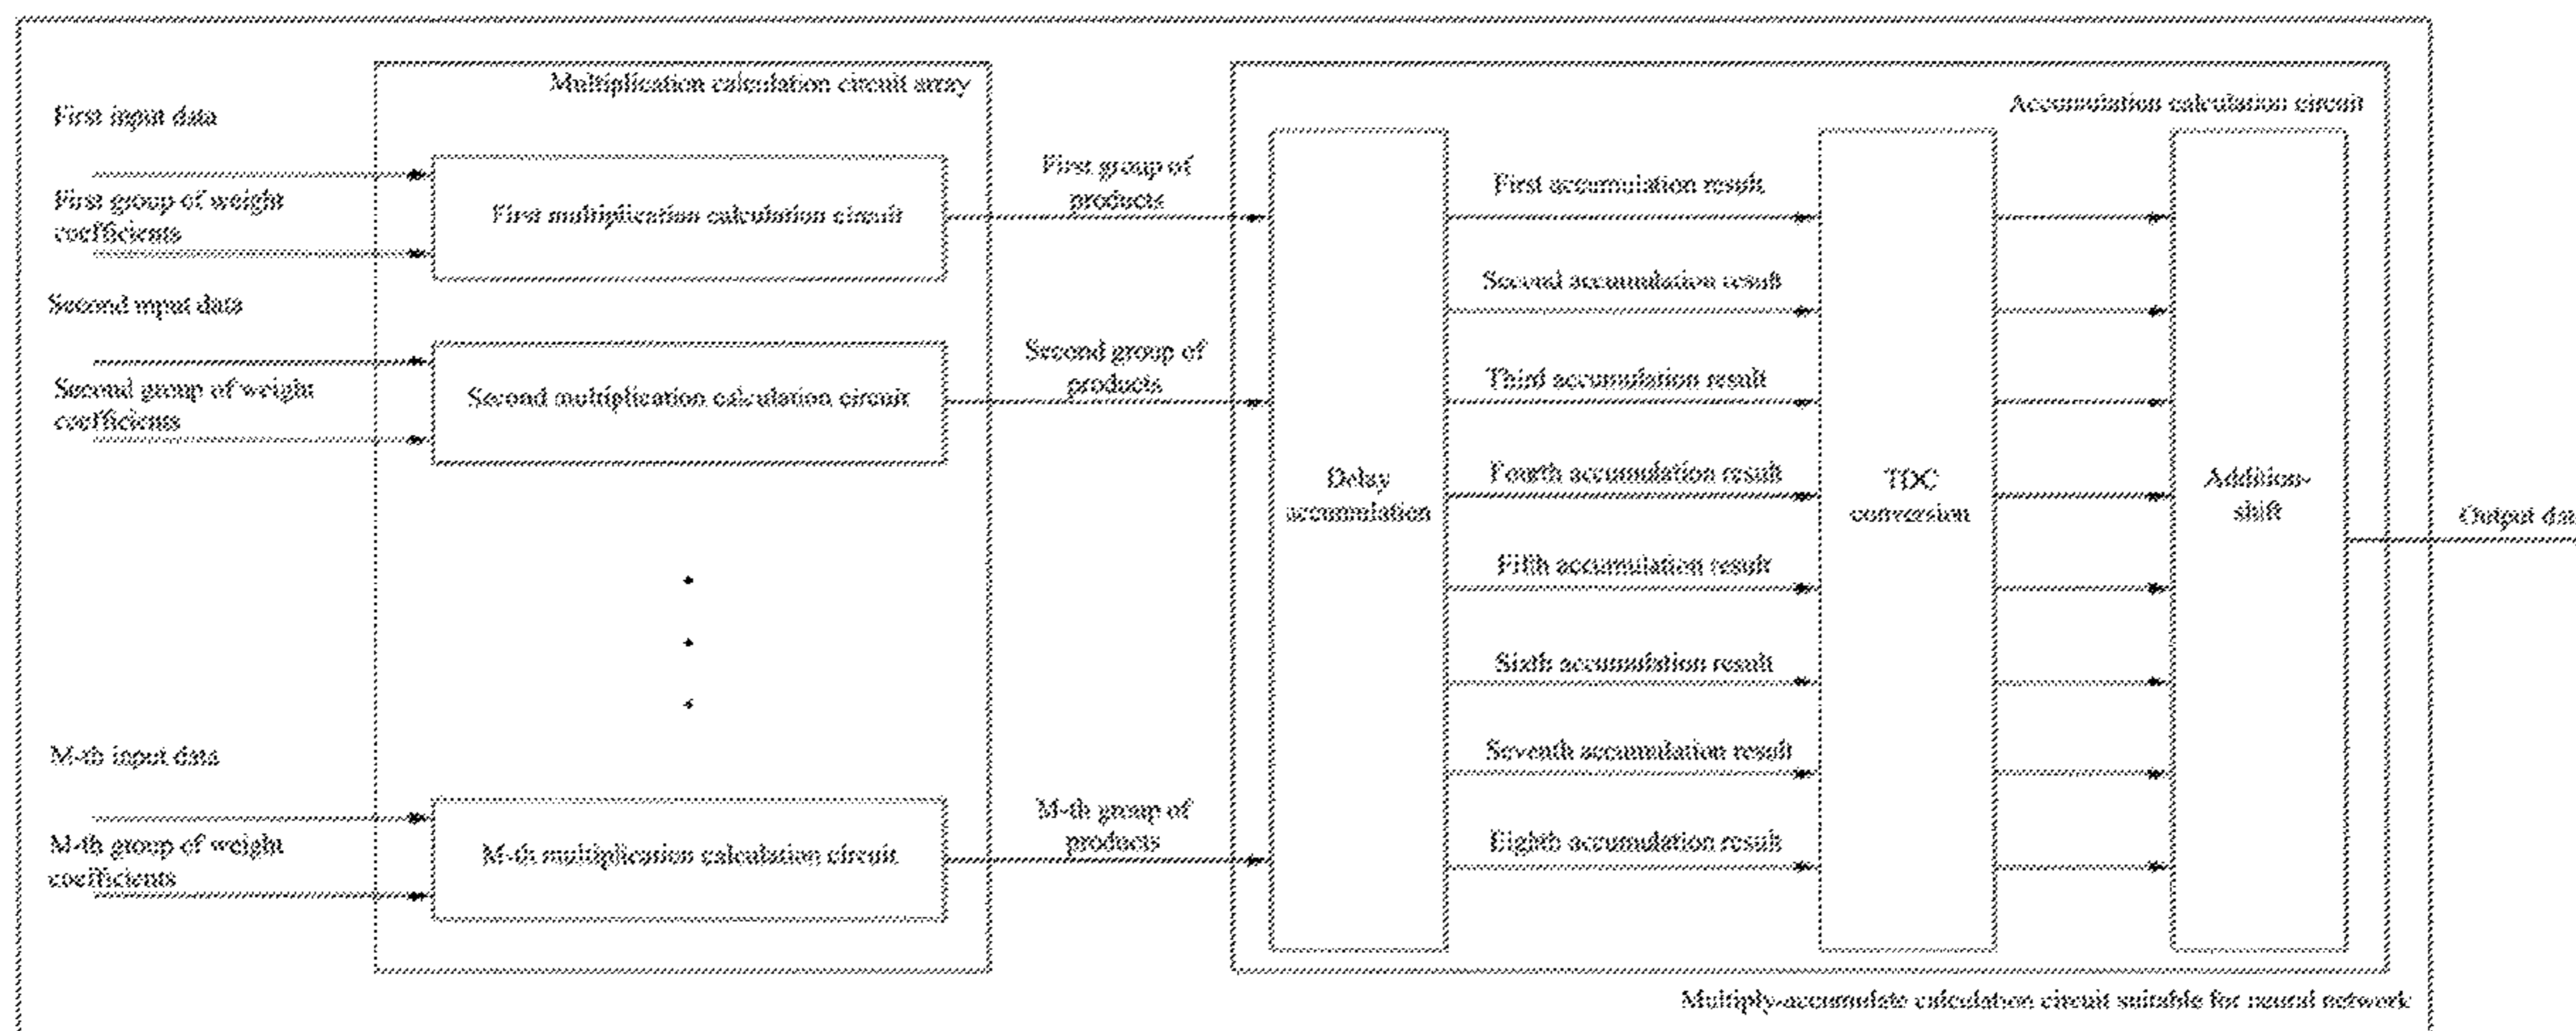 Multiplication calculation circuit array
Accumulation calculation circuit
First input data
First group of weight
coefficients
First multiplication calculation circuit
First group of
products
Second input data
Second group of weight
coefficients
Second multiplication calculation circuit
Second group of
products
M-th input data
M-th group of weight
coefficients
M-th multiplication calculation circuit
M-th group of
products
Delay
accumulation
First accumulation result
Second accumulation result
Third accumulation result
Fourth accumulation result
Fifth accumulation result
Sixth accumulation result
Seventh accumulation result
Eighth accumulation result
TDC
conversion
Addition-
shift
Output
Multiply-accumulate calculation circuit suitable for neural network